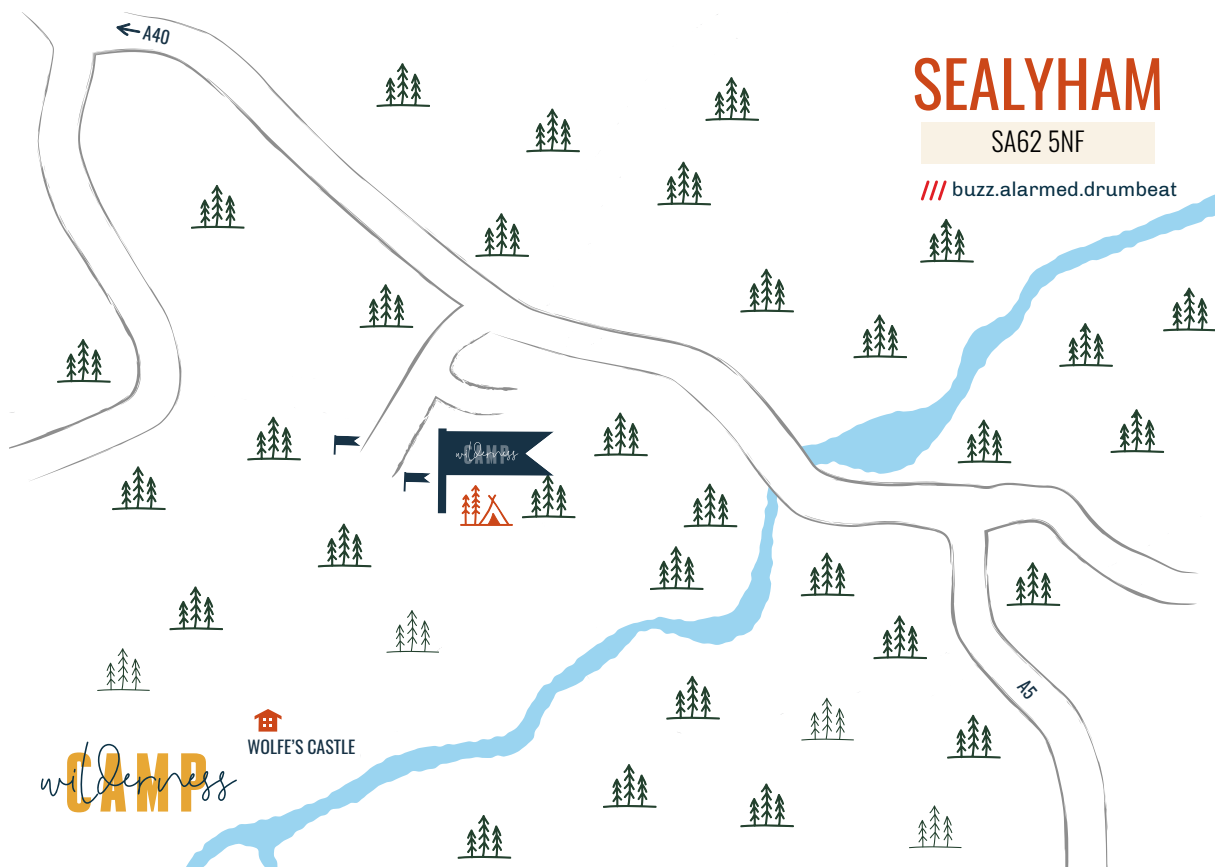 ← A40
SEALYHAM
SA62 5NF
/// buzz.alarmed.drumbeat
wilderness
CAMP
A5
WOLFE'S CASTLE
wilderness
CAMP